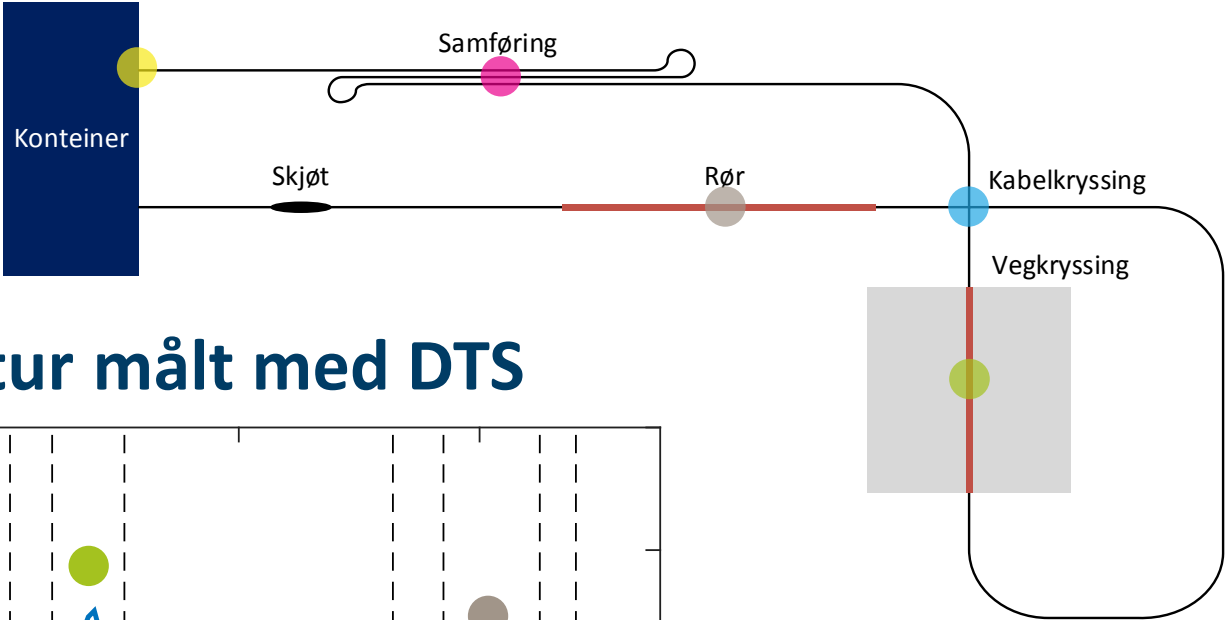 Samføring
Konteiner
Skjøt
Rør
Kabelkryssing
Vegkryssing
tur målt med DTS